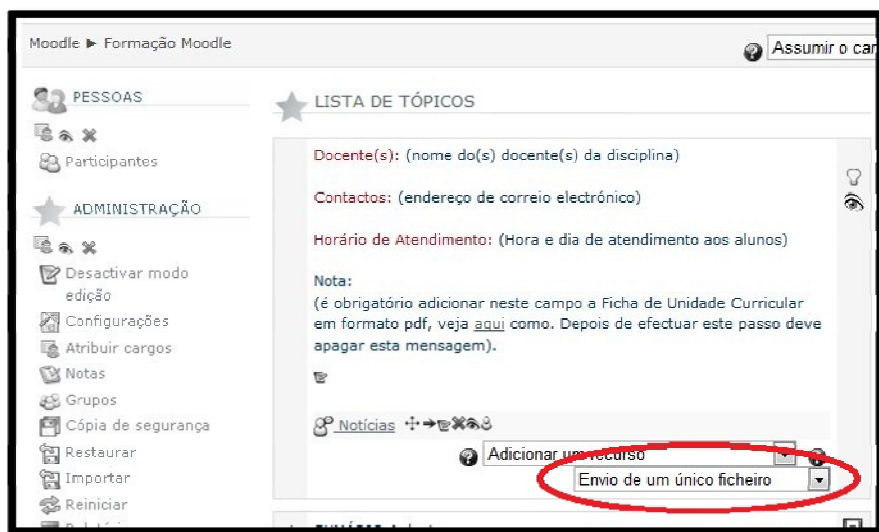 Moodle ► Formação Moodle
Assumir o car
PESSOAS
Participantes
ADMINISTRAÇÃO
Desactivar modo
edição
Configurações
Atribuir cargos
Notas
Grupos
Cópia de segurança
Restaurar
Importar
Reiniciar
LISTA DE TÓPICOS
Docente(s): (nome do(s) docente(s) da disciplina)
Contactos: (endereço de correio electrónico)
Horário de Atendimento: (Hora e dia de atendimento aos alunos)
Nota:
(é obrigatório adicionar neste campo a Ficha de Unidade Curricular
em formato pdf, veja aqui como. Depois de efectuar este passo deve
apagar esta mensagem).
Notícias
Adicionar um recurso
Envio de um único ficheiro